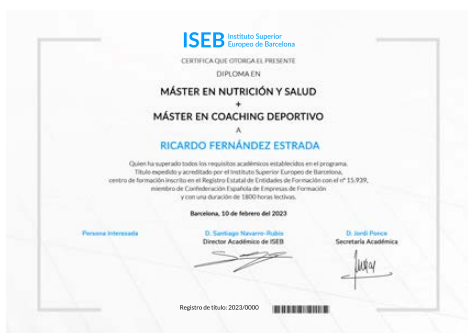 ISEB Instituto Superior
Europeo de Barcelona
CERTIFICA QUE OTORGA EL PRESENTE
DIPLOMA EN
MÁSTER EN NUTRICIÓN Y SALUD
+
MÁSTER EN COACHING DEPORTIVO
A
RICARDO FERNÁNDEZ ESTRADA
Quien ha superado todos los requisitos académicos establecidos en el programa.
Título expedido y acreditado por el Instituto Superior Europeo de Barcelona,
centro de formación inscrito en el Registro Estatal de Entidades de Formación con el nº 15.939,
miembro de Confederación Española de Empresas de Formación
y con una duración de 1800 horas lectivas.
Barcelona, 10 de febrero del 2023
Persona Interesada
D. Santiago Navarro-Rubio
Director Académico de ISEB
D. Jordi Ponce
Secretaría Académica
Registro de título: 2023/0000